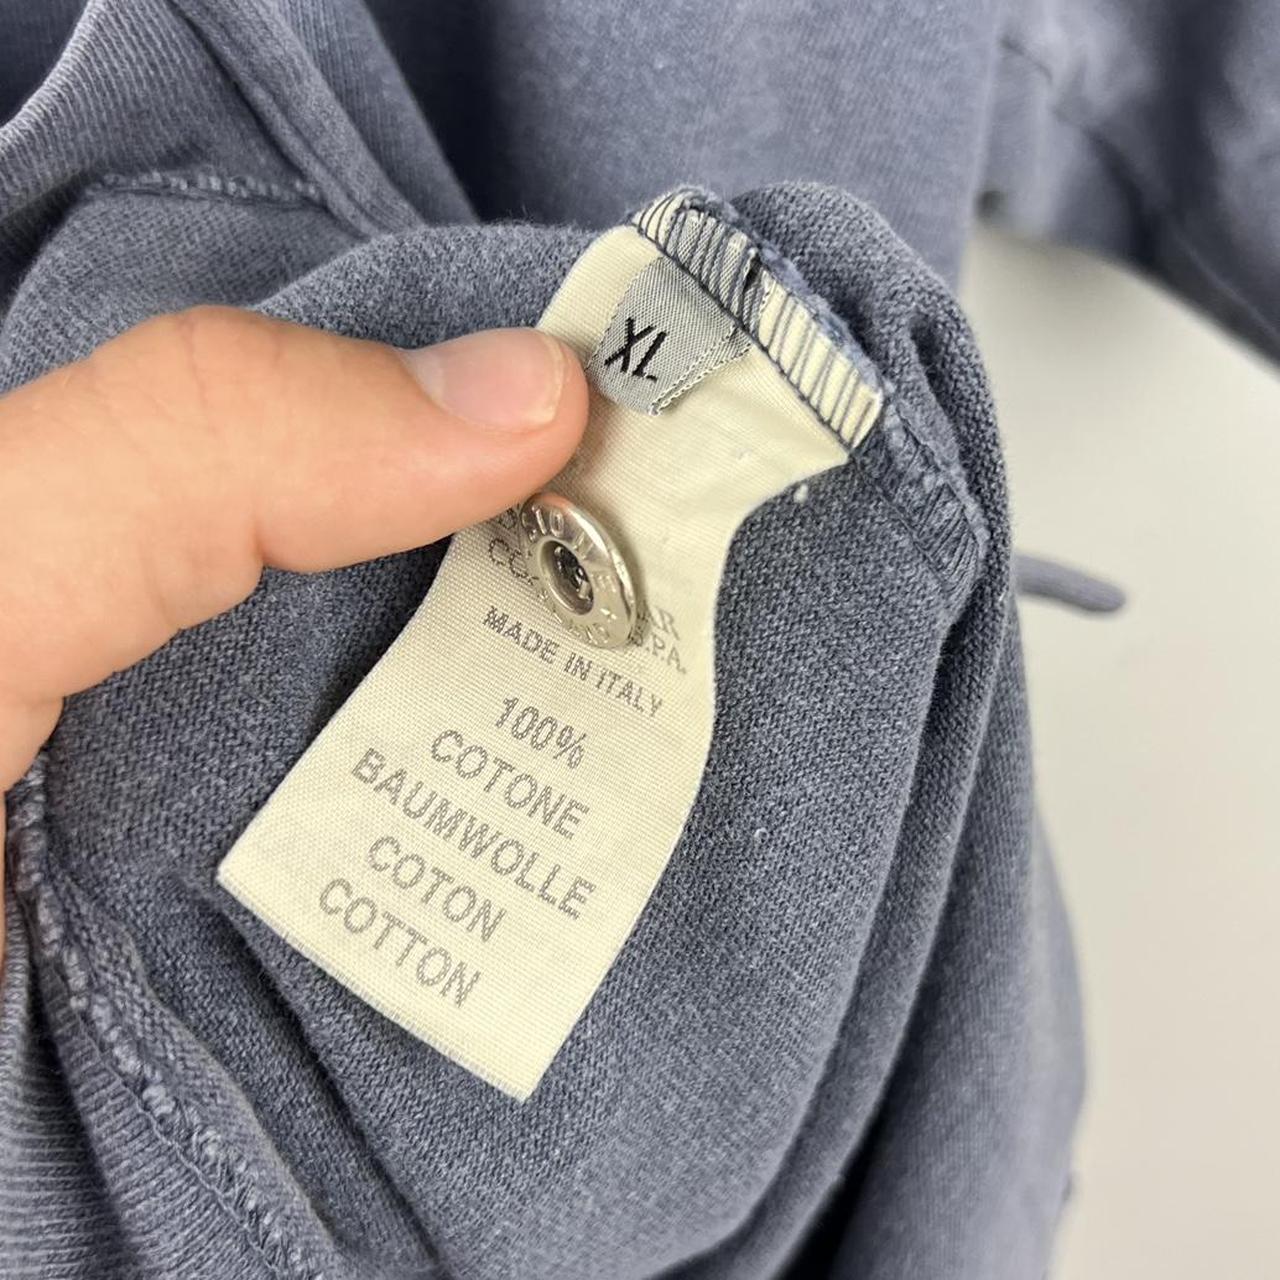 XL
MADE IN ITALY
100%
COTONE
BAUMWOLLE
COTON
COTTON